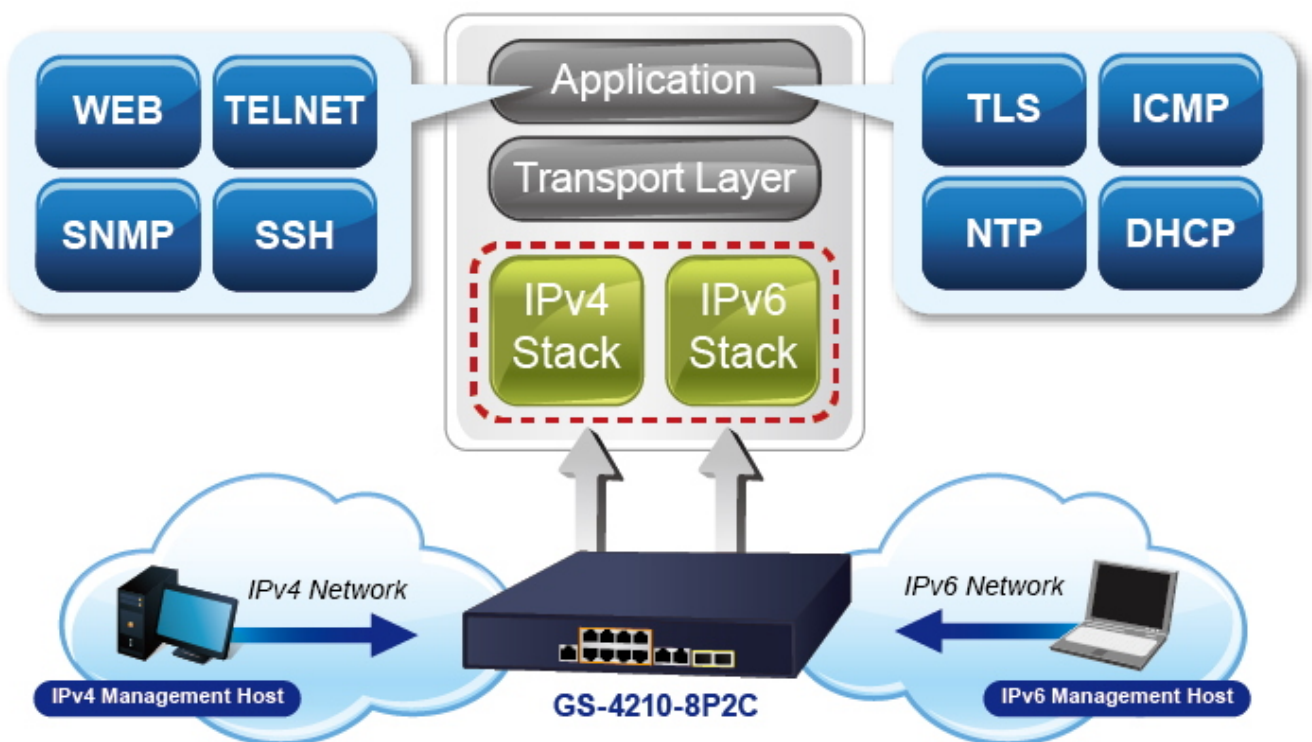 Application
WEB
TELNET
SNMP
SSH
TLS
ICMP
NTP
DHCP
Transport Layer
IPv4
Stack
IPv6
Stack
IPv4 Network
IPv6 Network
IPv4 Management Host
GS-4210-8P2C
IPv6 Management Host